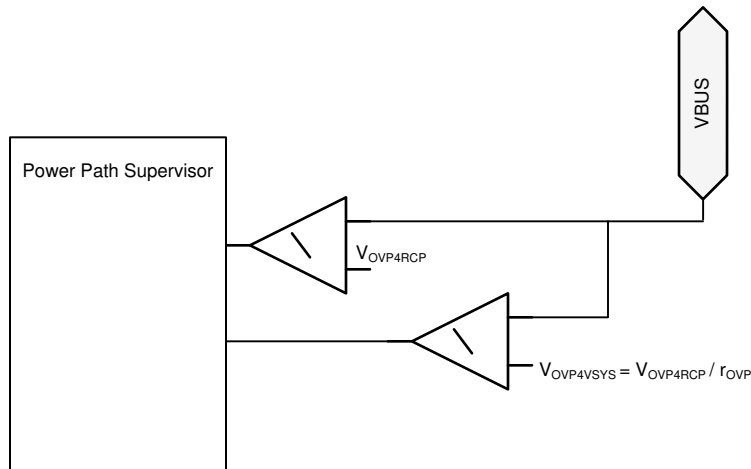 VBUS
Power Path Supervisor
VOVP4RCP
VOVP4VSYS = VOVP4RCP / rOVP